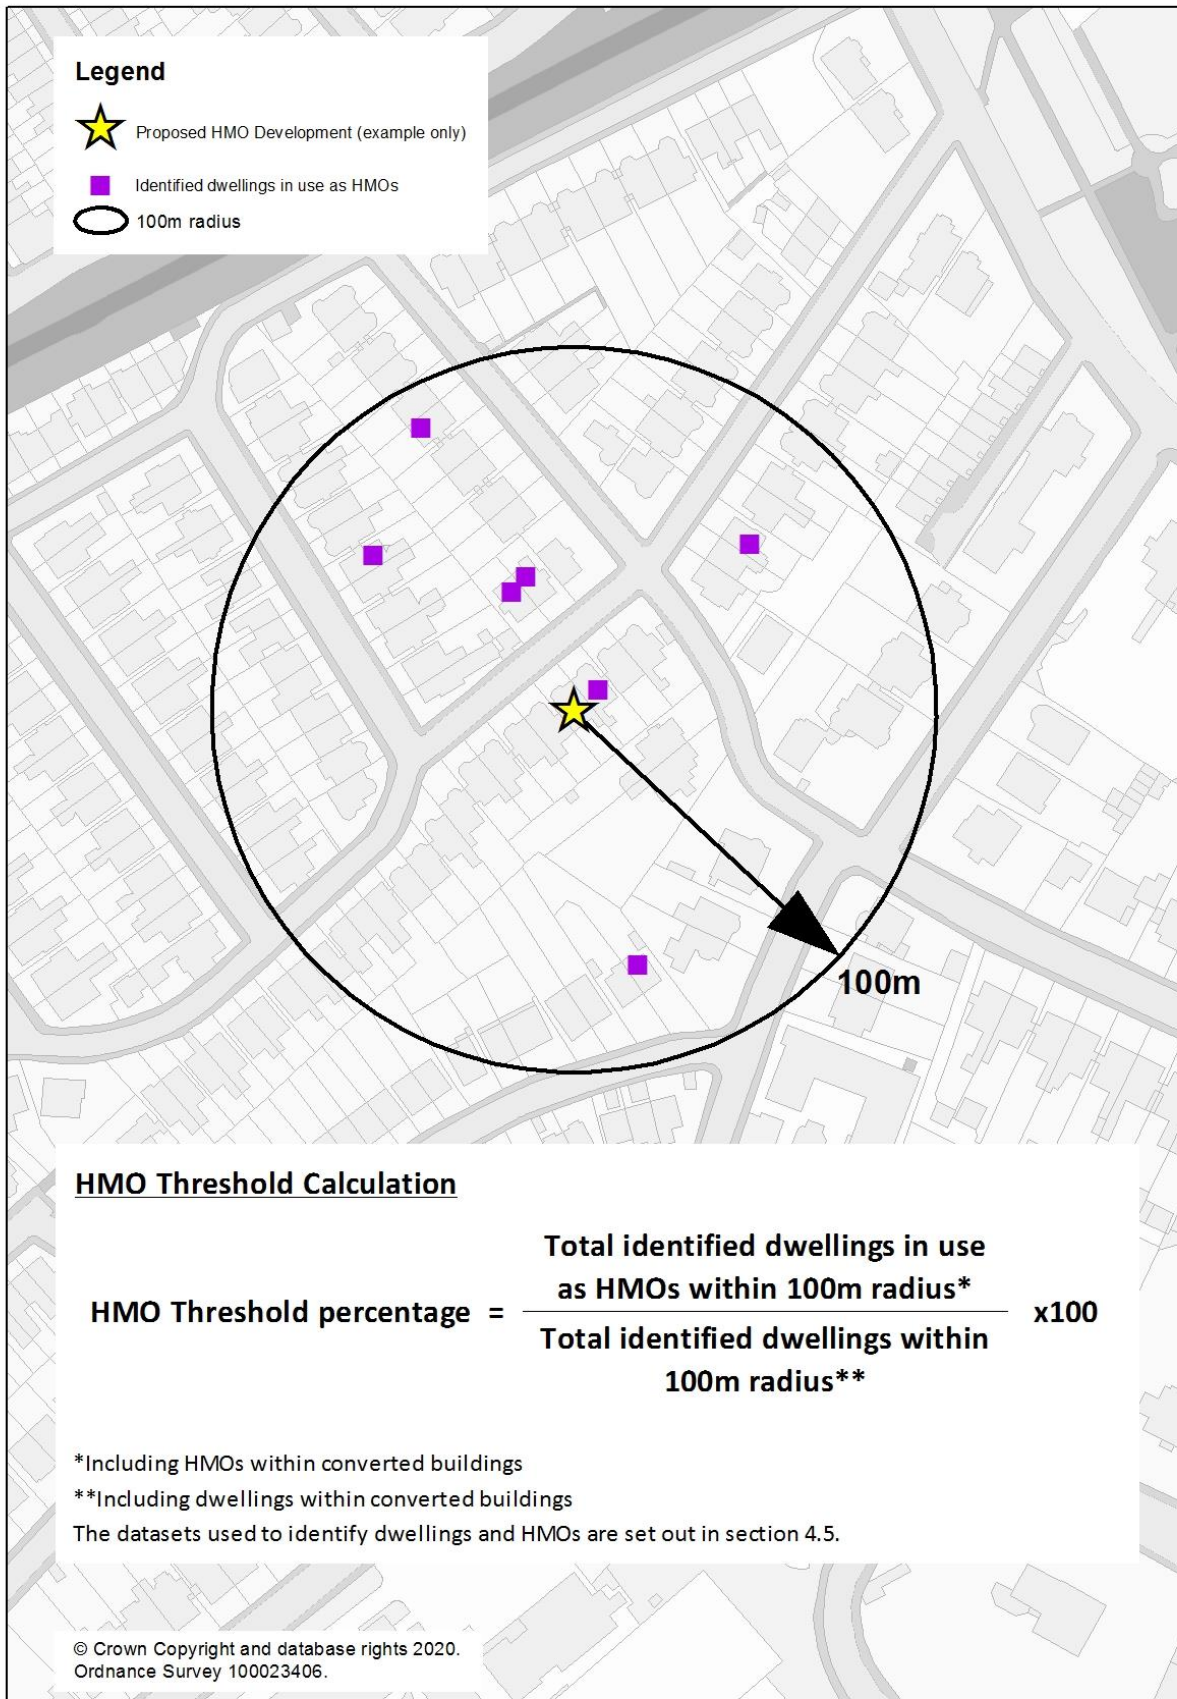 Legend
Proposed HMO Development (example only)
Identified dwellings in use as HMOs
100m radius
100m
HMO Threshold Calculation
HMO Threshold percentage =
Total identified dwellings in use
as HMOs within 100m radius*
Total identified dwellings within
100m radius**
x100
*Including HMOs within converted buildings
**Including dwellings within converted buildings
The datasets used to identify dwellings and HMOs are set out in section 4.5.
© Crown Copyright and database rights 2020.
Ordnance Survey 100023406.